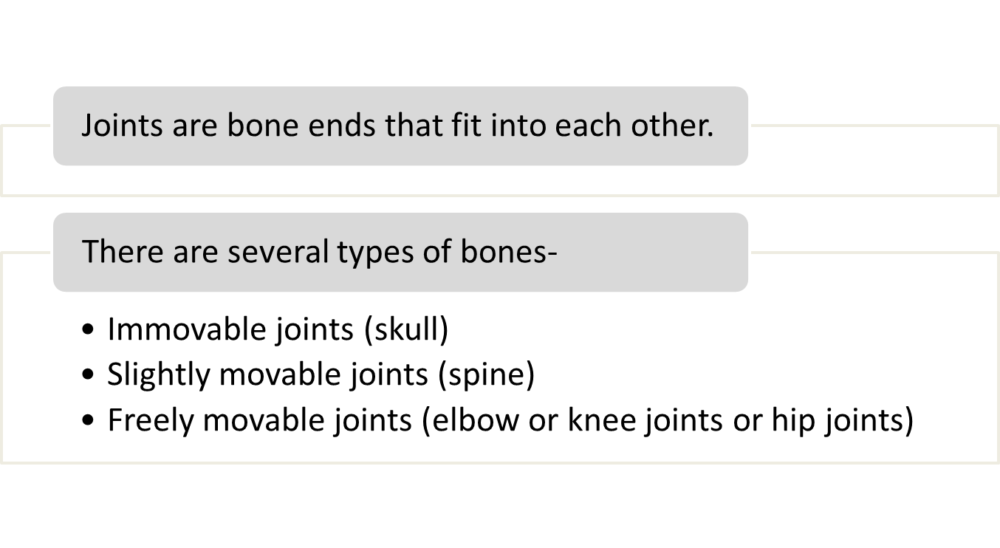 Joints are bone ends that fit into each other.
There are several types of bones-
• Immovable joints (skull)
• Slightly movable joints (spine)
• Freely movable joints (elbow or knee joints or hip joints)